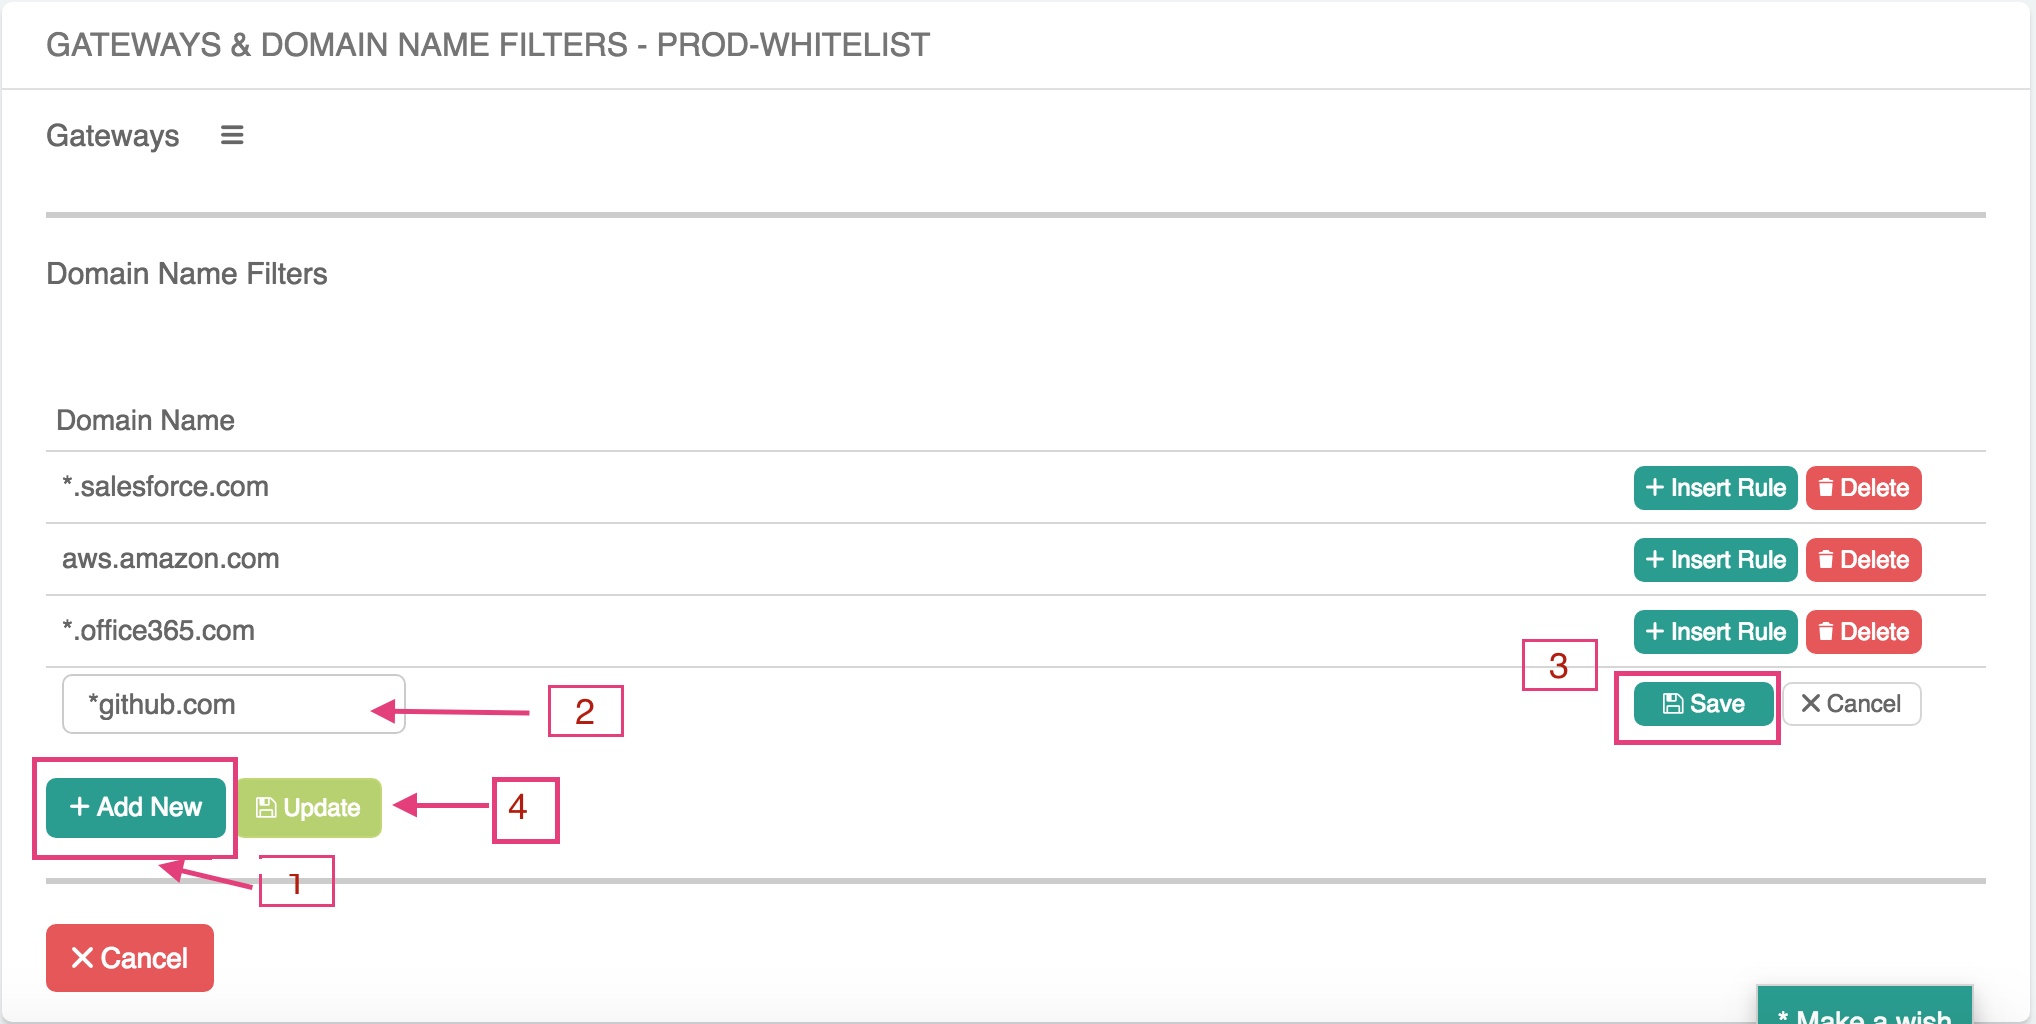 GATEWAYS & DOMAIN NAME FILTERS - PROD-WHITELIST
Gateways
Domain Name Filters
Domain Name
*.salesforce.com + Insert Rule Delete
aws.amazon.com + Insert Rule Delete
*.office365.com + Insert Rule Delete
3
*github.com 2 Save Cancel
+ Add New Update 4
1
Cancel
* Make a wish